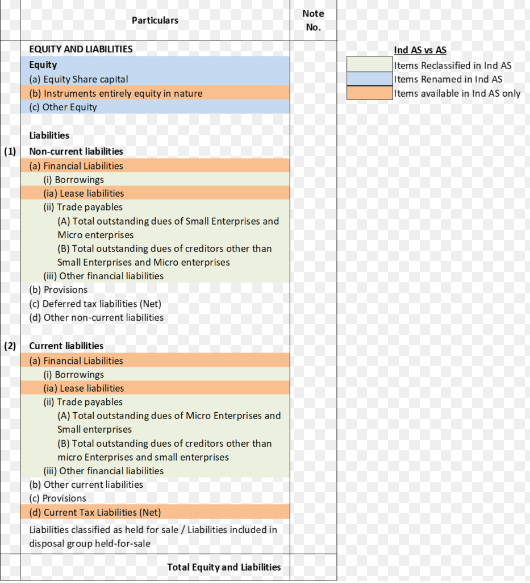 Particulars
Note
No.
EQUITY AND LIABILITIES
Equity
(a) Equity Share capital
(b) Instruments entirely equity in nature
(c) Other Equity
Liabilities
(1) Non-current liabilities
(a) Financial Liabilities
(i) Borrowings
(ia) Lease liabilities
(ii) Trade payables
(A) Total outstanding dues of Small Enterprises and
Micro enterprises
(B) Total outstanding dues of creditors other than
Small Enterprises and Micro enterprises
(iii) Other financial liabilities
(b) Provisions
(c) Deferred tax liabilities (Net)
(d) Other non-current liabilities
(2) Current liabilities
(a) Financial Liabilities
(i) Borrowings
(ia) Lease liabilities
(ii) Trade payables
(A) Total outstanding dues of Micro Enterprises and
Small enterprises
(B) Total outstanding dues of creditors other than
micro Enterprises and small enterprises
(iii) Other financial liabilities
(b) Other current liabilities
(c) Provisions
(d) Current Tax Liabilities (Net)
Liabilities classified as held for sale / Liabilities included in
disposal group held-for-sale
Total Equity and Liabilities
Ind AS vs AS
Items Reclassified in Ind AS
Items Renamed in Ind AS
Items available in Ind AS only